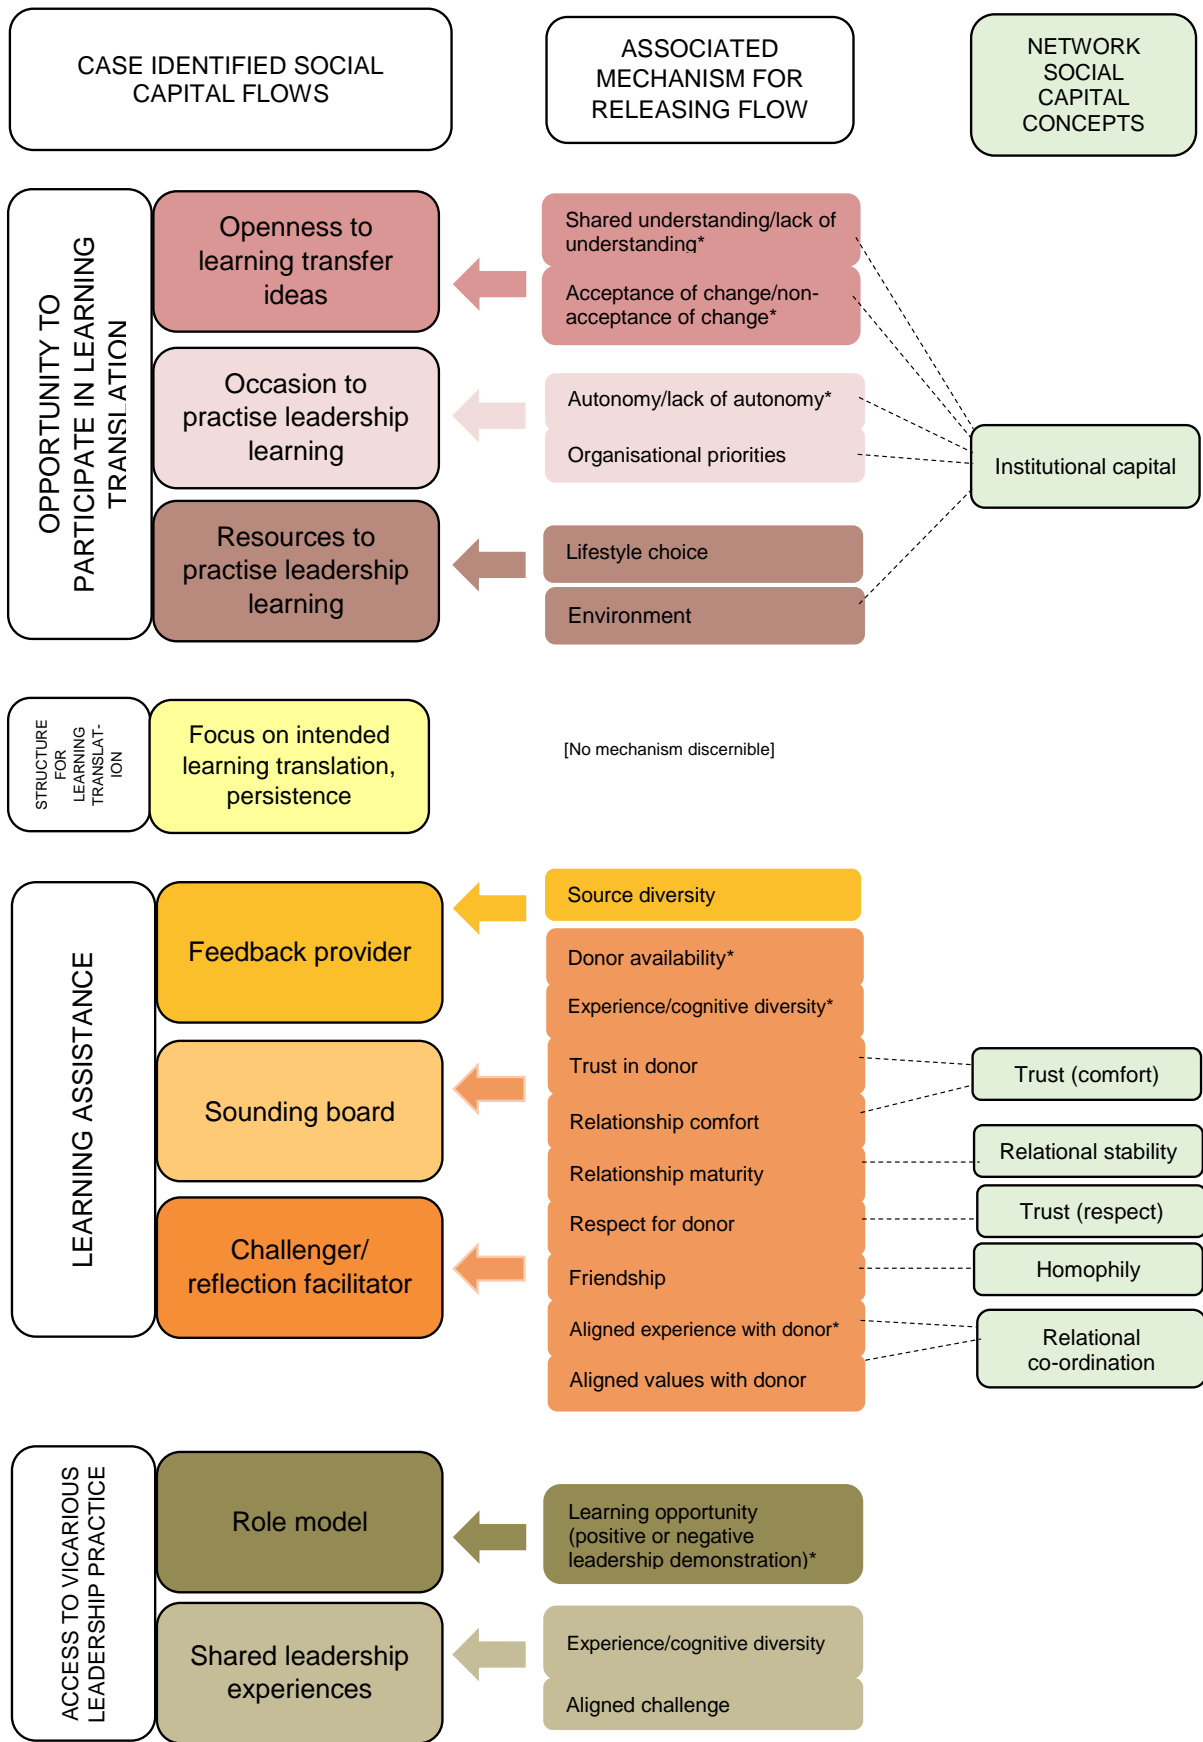 CASE IDENTIFIED SOCIAL
CAPITAL FLOWS
ASSOCIATED
MECHANISM FOR
RELEASING FLOW
NETWORK
SOCIAL
CAPITAL
CONCEPTS
OPPORTUNITY TO
PARTICIPATE IN LEARNING
TRANSLATION
Openness to
learning transfer
ideas
Shared understanding/lack of
understanding*
Acceptance of change/non-
acceptance of change*
Occasion to
practise leadership
learning
Autonomy/lack of autonomy*
Organisational priorities
Institutional capital
Resources to
practise leadership
learning
Lifestyle choice
Environment
STRUCTURE
FOR
LEARNING
TRANSLAT-
ION
Focus on intended
learning translation,
persistence
[No mechanism discernible]
LEARNING ASSISTANCE
Feedback provider
Source diversity
Donor availability*
Experience/cognitive diversity*
Sounding board
Trust in donor
Relationship comfort
Trust (comfort)
Relationship maturity
Relational stability
Challenger/
reflection facilitator
Respect for donor
Trust (respect)
Friendship
Homophily
Aligned experience with donor*
Aligned values with donor
Relational
co-ordination
ACCESS TO VICARIOUS
LEADERSHIP PRACTICE
Role model
Learning opportunity
(positive or negative
leadership demonstration)*
Shared leadership
experiences
Experience/cognitive diversity
Aligned challenge